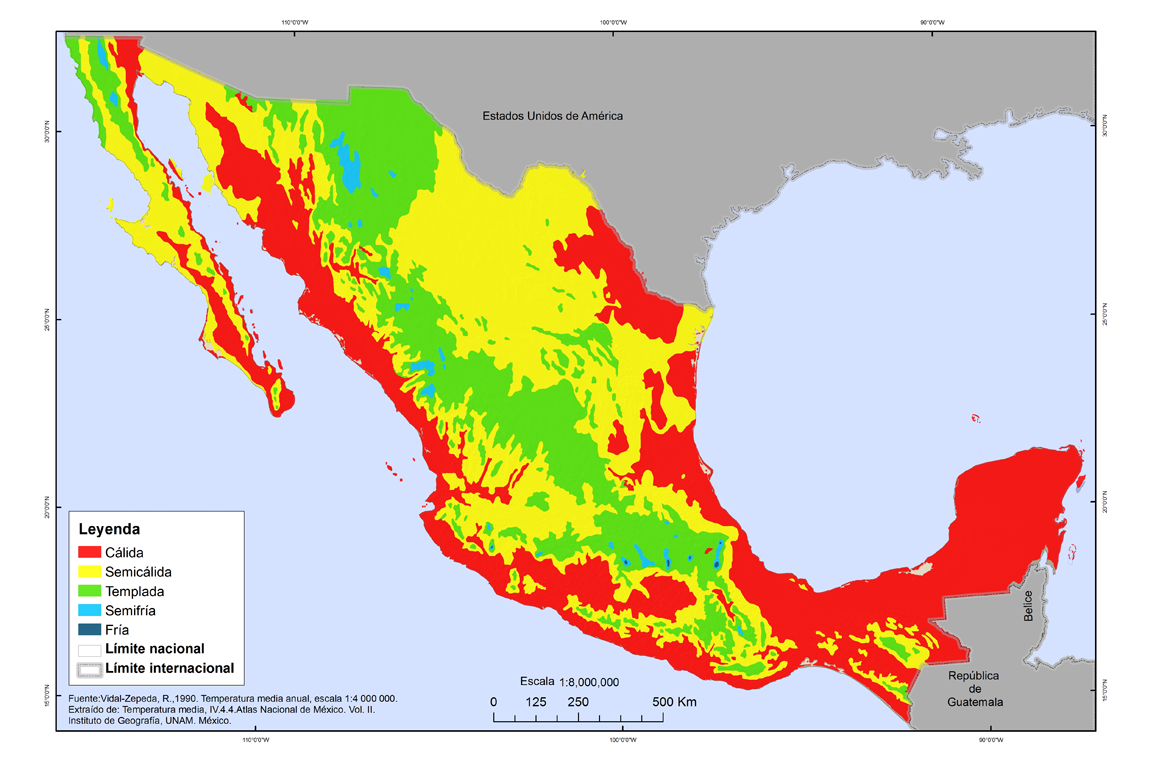 110°0'0"W 100°0'0"W 90°0'0"W
30°0'0"N 30°0'0"N
Estados Unidos de América
25°0'0"N 25°0'0"N
20°0'0"N 20°0'0"N
Leyenda
Cálida
Semicálida
Templada
Semifría
Fría
Límite nacional
Límite internacional
Belice
República
de
Guatemala
15°0'0"N 15°0'0"N
Fuente:Vidal-Zepeda, R.,1990. Temperatura media anual, escala 1:4 000 000.
Extraído de: Temperatura media, IV.4.4.Atlas Nacional de México. Vol. II.
Instituto de Geografía, UNAM. México.
Escala 1:8,000,000
0 125 250 500 Km
110°0'0"W 100°0'0"W 90°0'0"W